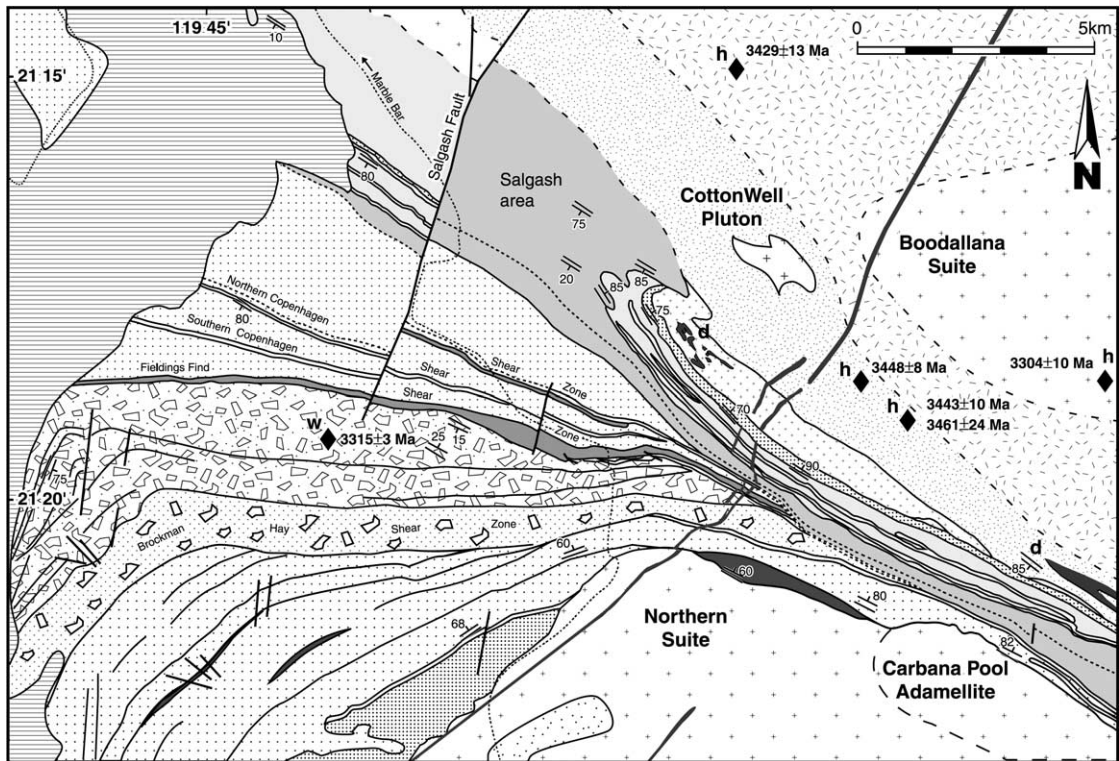 119 45'
10
0
5km
h 3429±13 Ma
21 15'
Marble Bar
Salgash Fault
80
N
Salgash
area
75
CottonWell
Pluton
Boodallana
Suite
20
85
85
75
Northern Copenhagen
80
Southern Copenhagen
Shear
Zone
d
Fieldings Find
Shear
Shear
Zone
h 3448±8 Ma
3304±10 Ma h
h 3443±10 Ma
3461±24 Ma
70
w
3315±3 Ma
25
15
90
75
21 20'
Brockman
Hay
Shear
Zone
60
d
85
60
80
68
Northern
Suite
82
Carbana Pool
Adamellite